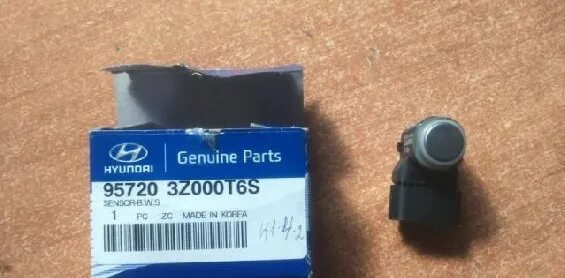 HYUNDAI
Genuine Parts
95720 3Z000T6S
SENSOR-B.W.S
1 PC ZC MADE IN KOREA